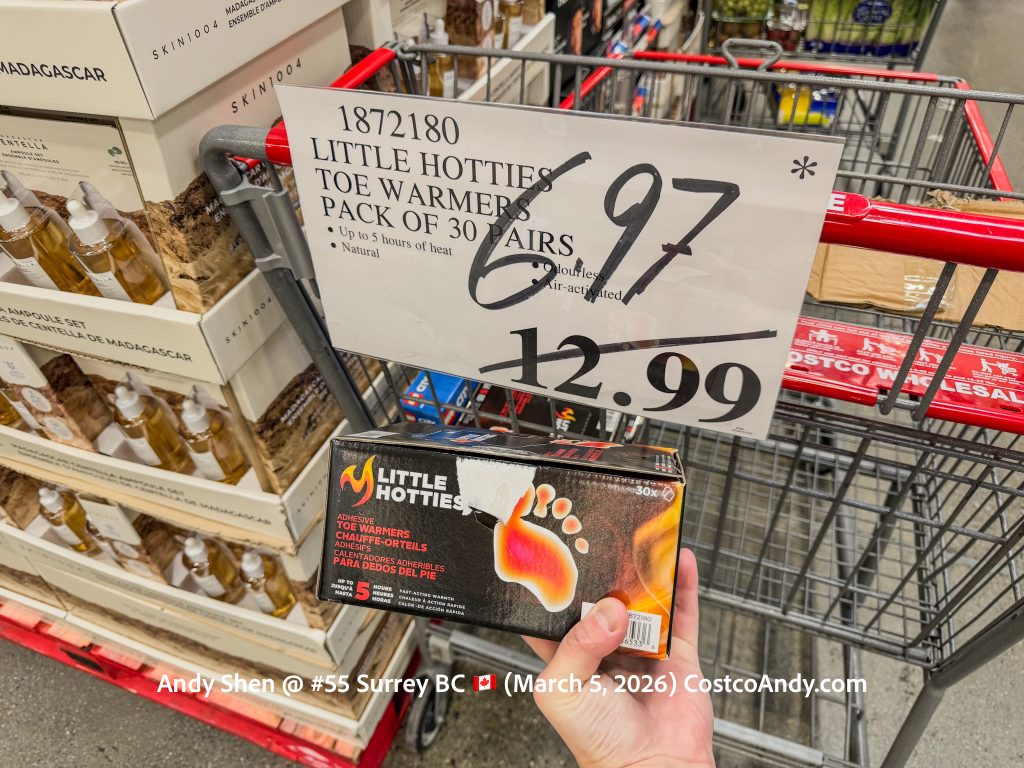 SKIN1004
MADAGASCAR
SKIN1004
CENTELLA
AMPOULE SET
ENSEMBLE D'AMPOULES
1872180
LITTLE HOTTIES
TOE WARMERS
PACK OF 30 PAIRS
• Up to 5 hours of heat
• Natural
• Odourless
• Air-activated
*
6.97
12.99
AMPOULE SET
DE CENTELLA DE MADAGASCAR
SKIN1004
COSTCO WHOLESALE
LITTLE
HOTTIES
30x
ADHESIVE
TOE WARMERS
CHAUFFE-ORTEILS
ADHÉSIFS
CALENTADORES ADHERIBLES
PARA DEDOS DEL PIE
UP TO
JUSQU'À
HASTA
5
HOURS
HEURES
HORAS
FAST-ACTING WARMTH
CHALEUR À ACTION RAPIDE
CALOR DE ACCIÓN RÁPIDA
Andy Shen @ #55 Surrey BC 🇨🇦 (March 5, 2026) CostcoAndy.com